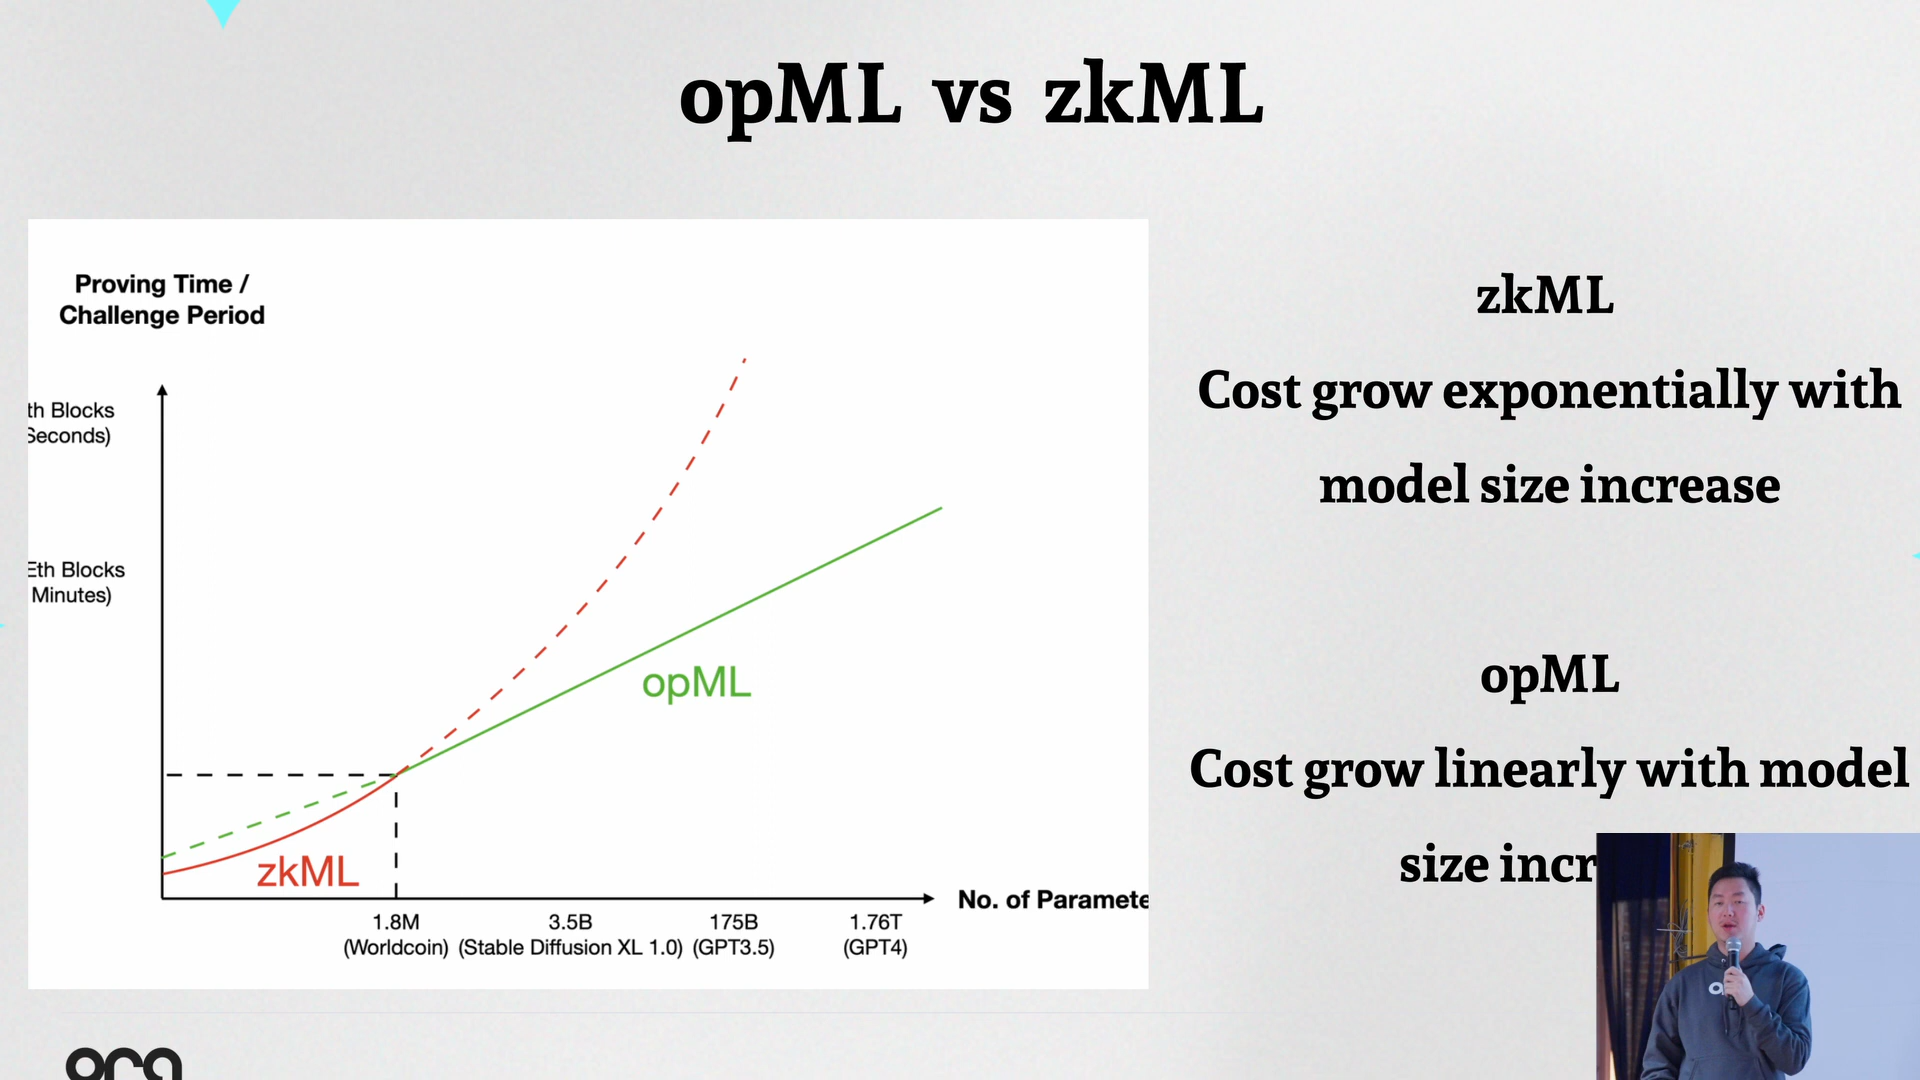 opML vs zkML
Proving Time /
Challenge Period
th Blocks
Seconds)
Eth Blocks
Minutes)
opML
zkML
No. of Paramete
1.8M
(Worldcoin)
3.5B
(Stable Diffusion XL 1.0)
175B
(GPT3.5)
1.76T
(GPT4)
zkML
Cost grow exponentially with
model size increase
opML
Cost grow linearly with model
size incr
ora